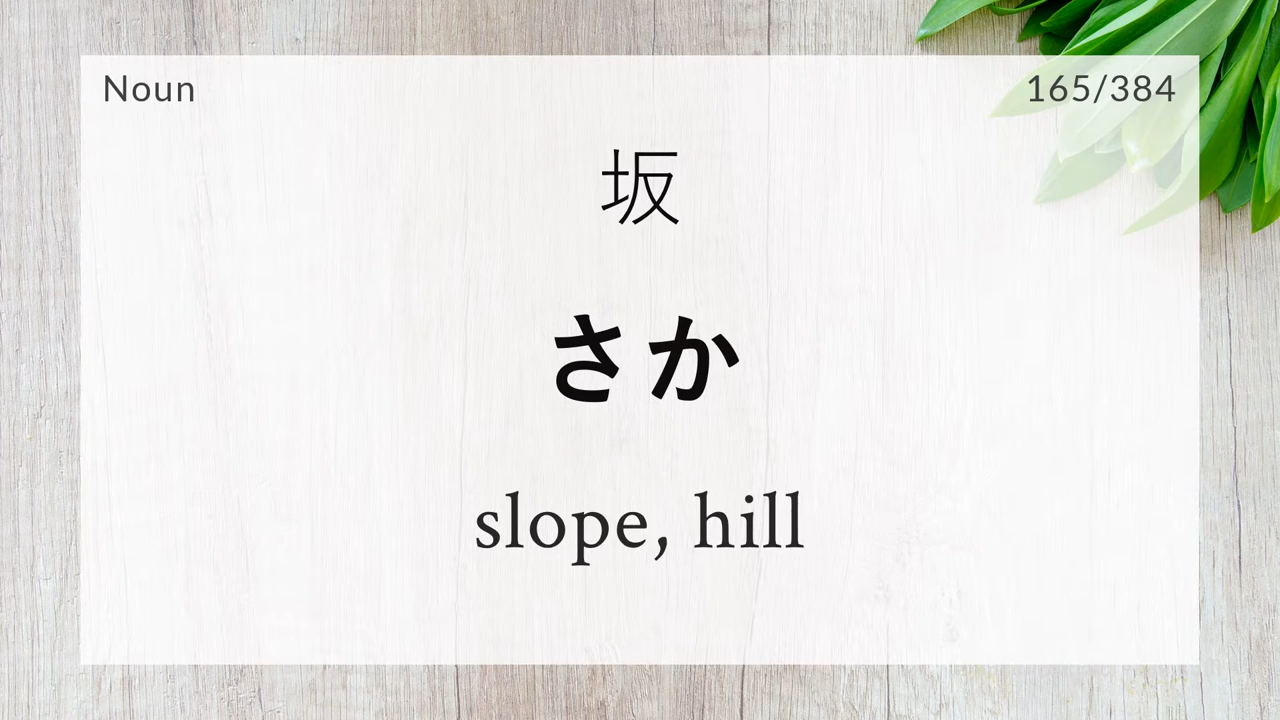 Noun
165/384
坂
さか
slope, hill